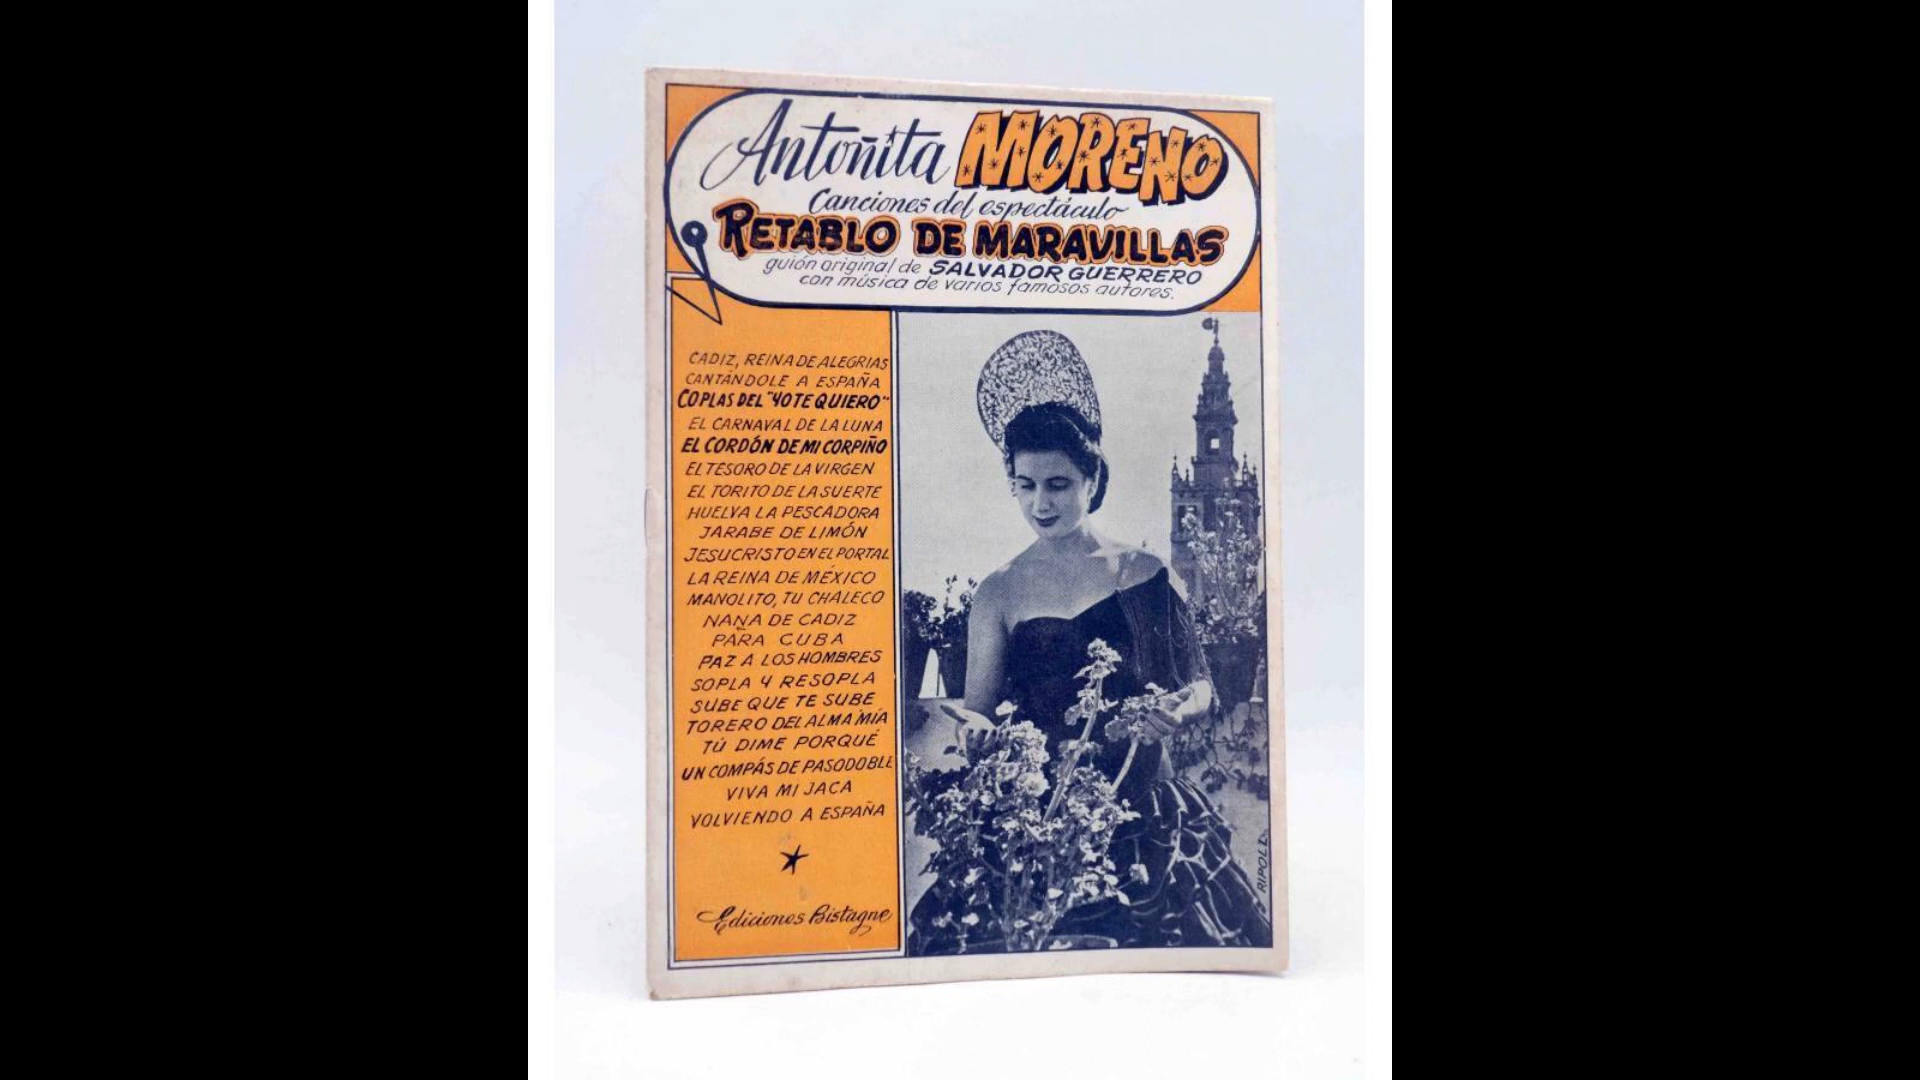 Antoñita MORENO
Canciones del espectáculo
RETABLO DE MARAVILLAS
guión original de SALVADOR GUERRERO
con música de varios famosos autores.
CADIZ, REINA DE ALEGRIAS
CANTÁNDOLE A ESPAÑA
COPLAS DEL "YO TE QUIERO"
EL CARNAVAL DE LA LUNA
EL CORDÓN DE MI CORPIÑO
EL TESORO DE LA VIRGEN
EL TORITO DE LA SUERTE
HUELVA LA PESCADORA
JARABE DE LIMÓN
JESUCRISTO EN EL PORTAL
LA REINA DE MÉXICO
MANOLITO, TU CHALECO
NANA DE CADIZ
PARA CUBA
PAZ A LOS HOMBRES
SOPLA Y RESOPLA
SUBE QUE TE SUBE
TORERO DEL ALMA MÍA
TÚ DIME PORQUÉ
UN COMPÁS DE PASODOBLE
VIVA MI JACA
VOLVIENDO A ESPAÑA
Ediciones Bistagne
RIPOLL